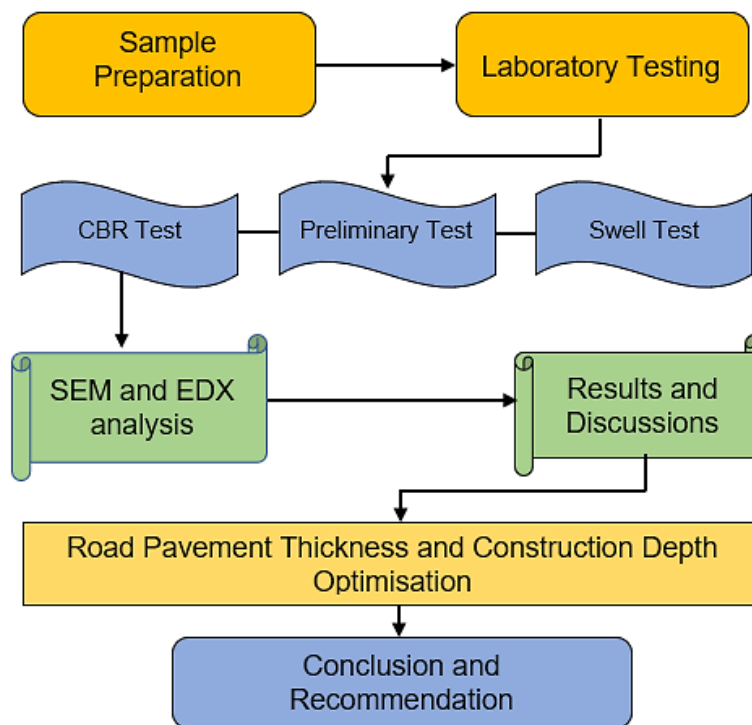 Sample
Preparation
Laboratory Testing
CBR Test
Preliminary Test
Swell Test
SEM and EDX
analysis
Results and
Discussions
Road Pavement Thickness and Construction Depth
Optimisation
Conclusion and
Recommendation